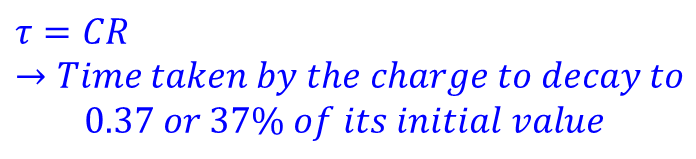 τ = CR
→ Time taken by the charge to decay to
0.37 or 37% of its initial value